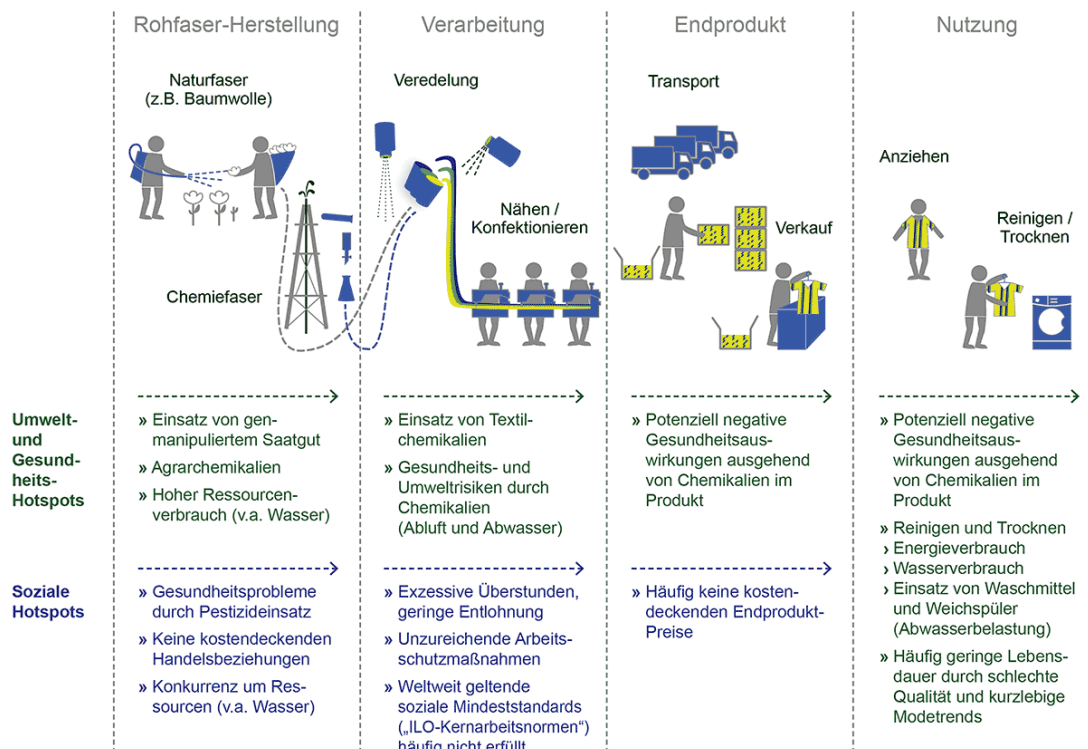 Rohfaser-Herstellung
Verarbeitung
Endprodukt
Nutzung
Naturfaser
(z.B. Baumwolle)
Chemiefaser
Veredelung
Nähen /
Konfektionieren
Transport
Verkauf
Anziehen
Reinigen /
Trocknen
Umwelt-
und
Gesund-
heits-
Hotspots
» Einsatz von gen-
manipuliertem Saatgut
» Agrarchemikalien
» Hoher Ressourcen-
verbrauch (v.a. Wasser)
» Einsatz von Textil-
chemikalien
» Gesundheits- und
Umweltrisiken durch
Chemikalien
(Abluft und Abwasser)
» Potenziell negative
Gesundheitsaus-
wirkungen ausgehend
von Chemikalien im
Produkt
» Potenziell negative
Gesundheitsaus-
wirkungen ausgehend
von Chemikalien im
Produkt
» Reinigen und Trocknen
› Energieverbrauch
› Wasserverbrauch
› Einsatz von Waschmittel
und Weichspüler
(Abwasserbelastung)
» Häufig geringe Lebens-
dauer durch schlechte
Qualität und kurzlebige
Modetrends
Soziale
Hotspots
» Gesundheitsprobleme
durch Pestizideinsatz
» Keine kostendeckenden
Handelsbeziehungen
» Konkurrenz um Res-
sourcen (v.a. Wasser)
» Exzessive Überstunden,
geringe Entlohnung
» Unzureichende Arbeits-
schutzmaßnahmen
» Weltweit geltende
soziale Mindeststandards
(„ILO-Kernarbeitsnormen“)
häufig nicht erfüllt
» Häufig keine kosten-
deckenden Endprodukt-
Preise